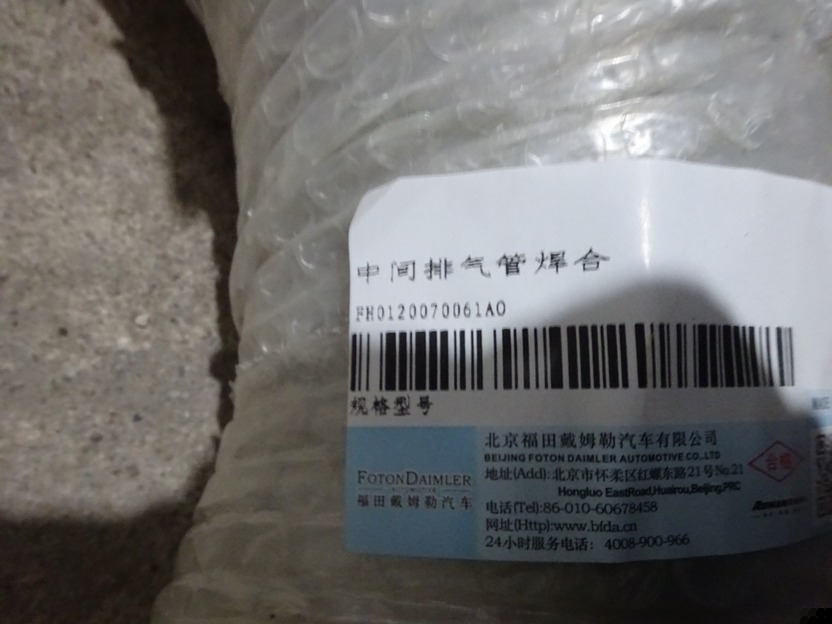 中间排气管焊合
FH0120070061A0
规格型号
FOTONDAIMLER
AUTOMOTIVE
福田戴姆勒汽车
北京福田戴姆勒汽车有限公司
BEIJING FOTON DAIMLER AUTOMOTIVE CO.,LTD
地址(Add):北京市怀柔区红螺东路21号No.21
Hongluo EastRoad,Huairou,Beijing,PRC
电话(Tel):86-010-60678458
网址(Http):www.bfda.cn
24小时服务电话: 4008-900-966
合格